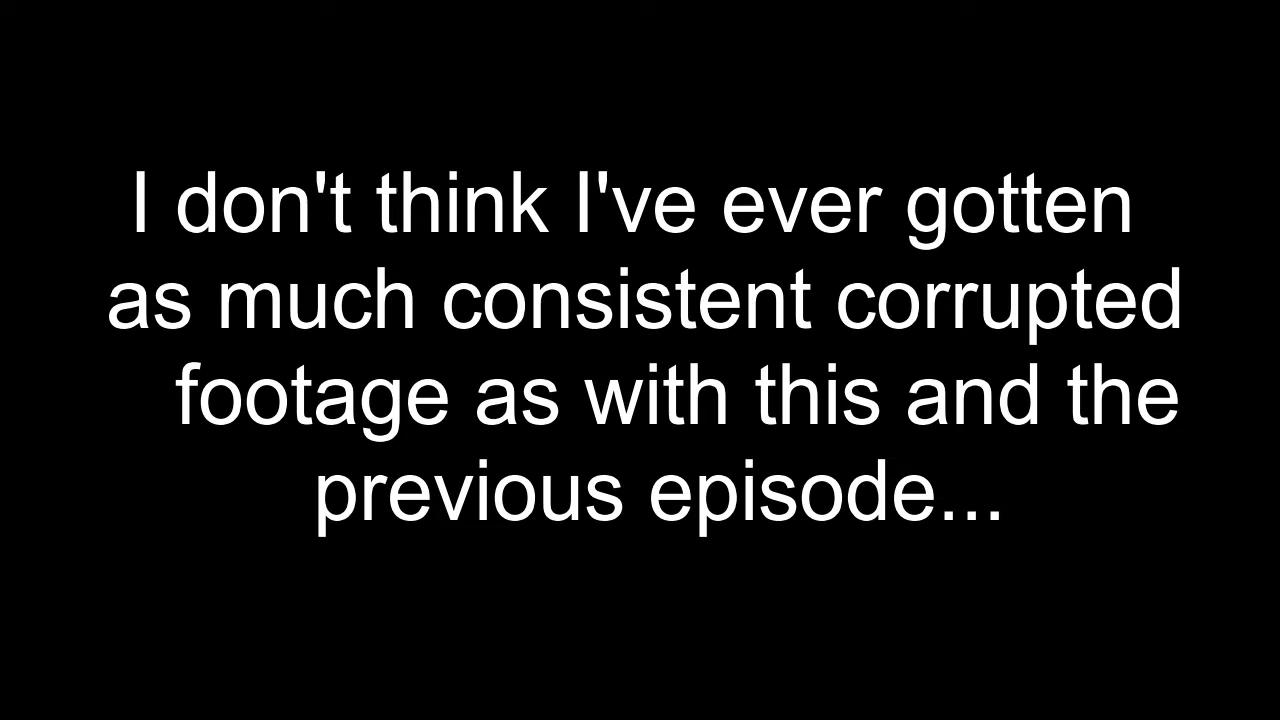 I don't think I've ever gotten
as much consistent corrupted
footage as with this and the
previous episode...